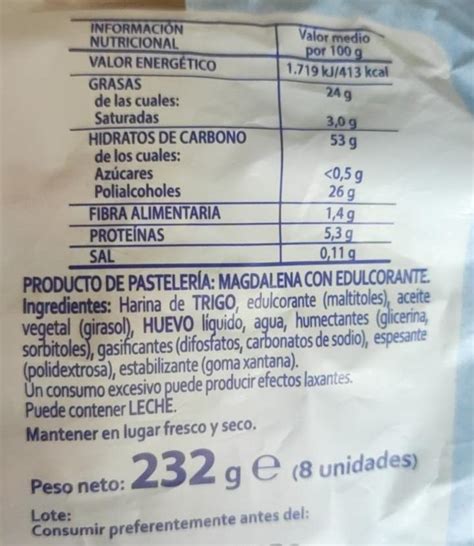 INFORMACIÓN NUTRICIONAL
Valor medio por 100 g
VALOR ENERGÉTICO 1.719 kJ/413 kcal
GRASAS 24 g
de las cuales:
Saturadas 3,0 g
HIDRATOS DE CARBONO 53 g
de los cuales:
Azúcares <0,5 g
Polialcoholes 26 g
FIBRA ALIMENTARIA 1,4 g
PROTEÍNAS 5,3 g
SAL 0,11 g
PRODUCTO DE PASTELERÍA: MAGDALENA CON EDULCORANTE.
Ingredientes: Harina de TRIGO, edulcorante (maltitoles), aceite
vegetal (girasol), HUEVO líquido, agua, humectantes (glicerina,
sorbitoles), gasificantes (difosfatos, carbonatos de sodio), espesante
(polidextrosa), estabilizante (goma xantana).
Un consumo excesivo puede producir efectos laxantes.
Puede contener LECHE.
Mantener en lugar fresco y seco.
Peso neto: 232 g e (8 unidades)
Lote:
Consumir preferentemente antes del: